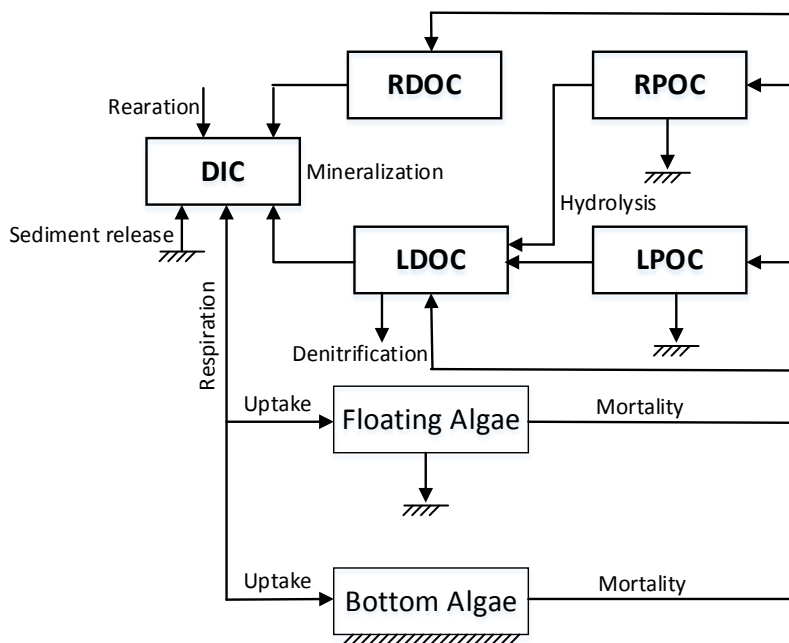 RDOC
RPOC
Rearation
DIC
Mineralization
Hydrolysis
Sediment release
LDOC
LPOC
Respiration
Denitrification
Uptake
Floating Algae
Mortality
Uptake
Bottom Algae
Mortality